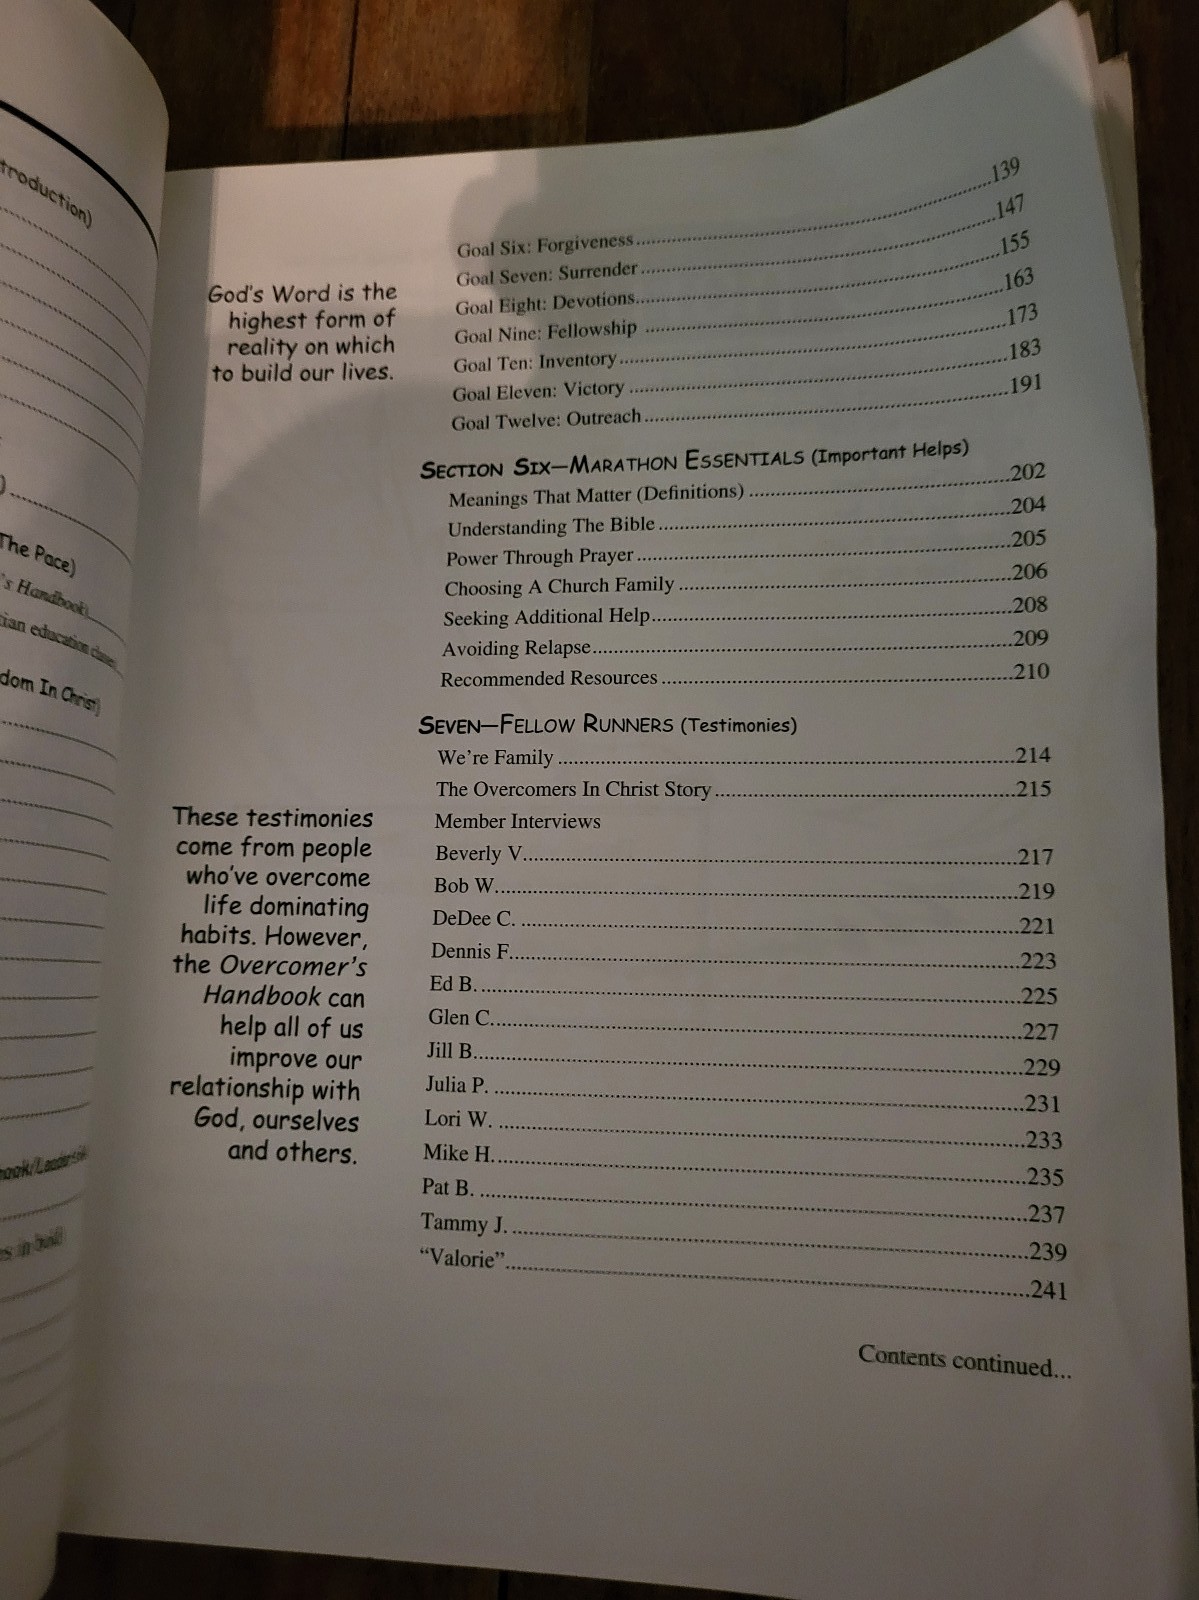 troduction)
)
The Pace)
's Handbook)
tian education classes)
dom In Christ)
God's Word is the
highest form of
reality on which
to build our lives.
Goal Six: Forgiveness 139
Goal Seven: Surrender 147
Goal Eight: Devotions 155
Goal Nine: Fellowship 163
Goal Ten: Inventory 173
Goal Eleven: Victory 183
Goal Twelve: Outreach 191
SECTION SIX—MARATHON ESSENTIALS (Important Helps)
Meanings That Matter (Definitions) 202
Understanding The Bible 204
Power Through Prayer 205
Choosing A Church Family 206
Seeking Additional Help 208
Avoiding Relapse 209
Recommended Resources 210
SEVEN—FELLOW RUNNERS (Testimonies)
We're Family 214
The Overcomers In Christ Story 215
Member Interviews
Beverly V. 217
Bob W. 219
DeDee C. 221
Dennis F. 223
Ed B. 225
Glen C. 227
Jill B. 229
Julia P. 231
Lori W. 233
Mike H. 235
Pat B. 237
Tammy J. 239
“Valorie” 241
These testimonies
come from people
who've overcome
life dominating
habits. However,
the Overcomer's
Handbook can
help all of us
improve our
relationship with
God, ourselves
and others.
Contents continued...